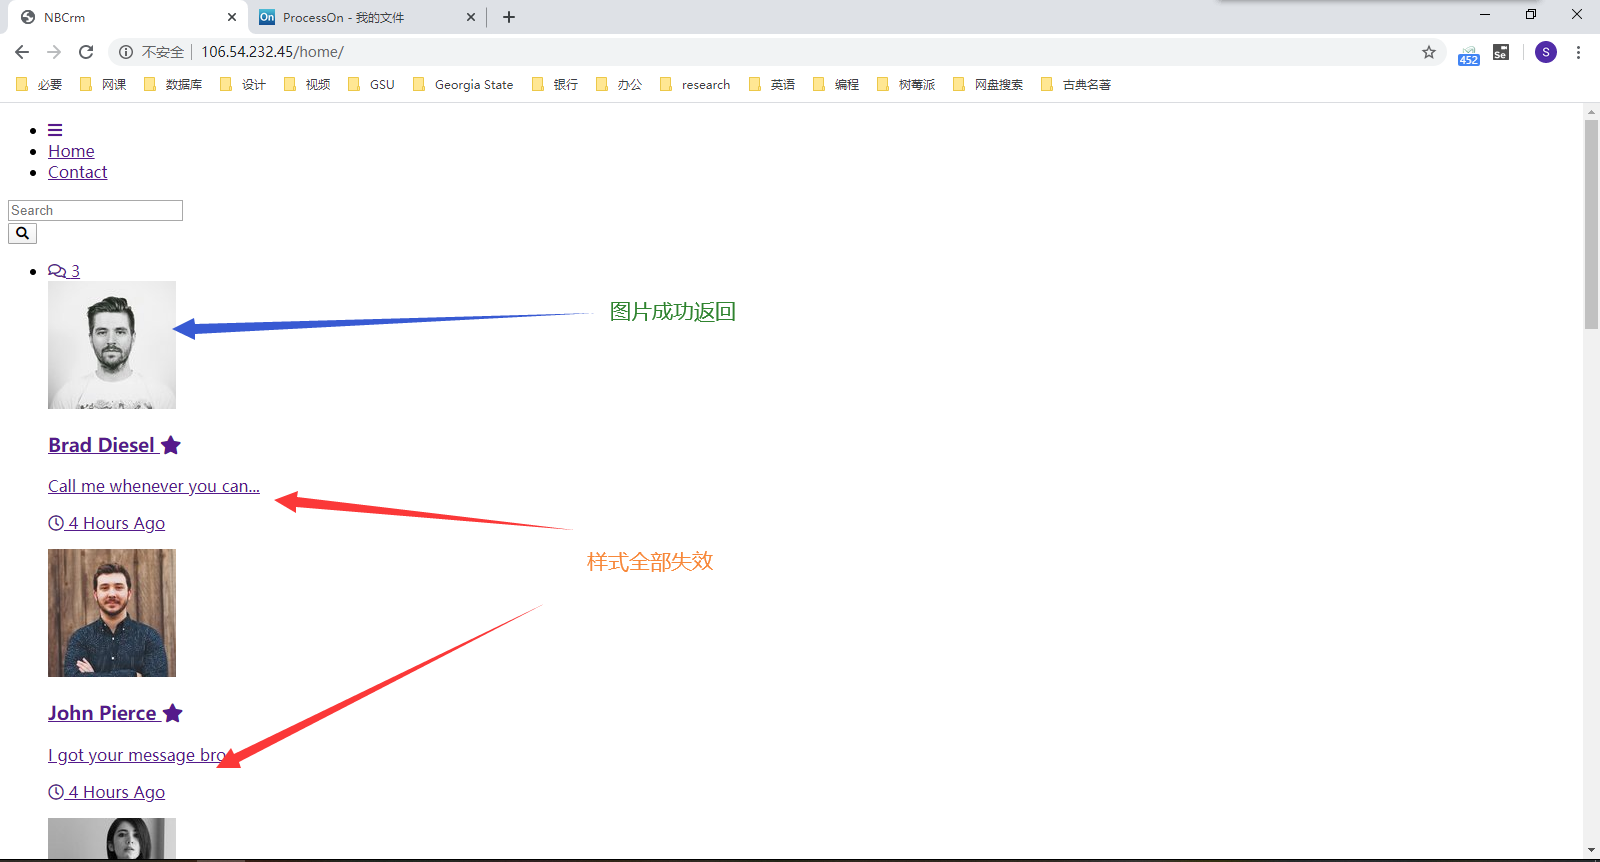 NBCrm
On ProcessOn - 我的文件
不安全 106.54.232.45/home/
452
Se
S
必要 网课 数据库 设计 视频 GSU Georgia State 银行 办公 research 英语 编程 树莓派 网盘搜索 古典名著
Home
Contact
Search
3
图片成功返回
Brad Diesel
Call me whenever you can...
4 Hours Ago
样式全部失效
John Pierce
I got your message bro
4 Hours Ago